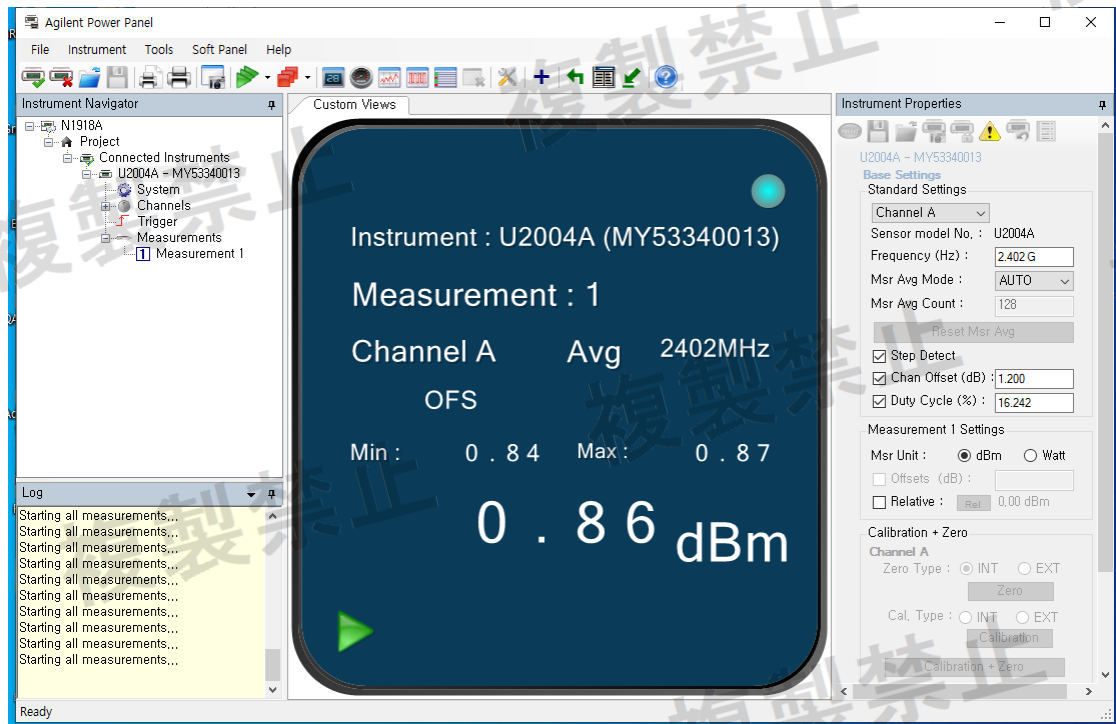 Agilent Power Panel
File Instrument Tools Soft Panel Help
Instrument Navigator
N1918A
Project
Connected Instruments
U2004A - MY53340013
System
Channels
Trigger
Measurements
1 Measurement 1
Log
Starting all measurements...
Starting all measurements...
Starting all measurements...
Starting all measurements...
Starting all measurements...
Starting all measurements...
Starting all measurements...
Starting all measurements...
Starting all measurements...
Starting all measurements...
Ready
Custom Views
Instrument : U2004A (MY53340013)
Measurement : 1
Channel A Avg 2402MHz
OFS
Min : 0.84 Max : 0.87
0.86 dBm
Instrument Properties
U2004A - MY53340013
Base Settings
Standard Settings
Channel A
Sensor model No. : U2004A
Frequency (Hz) : 2.402 G
Msr Avg Mode : AUTO
Msr Avg Count : 128
Reset Msr Avg
Step Detect
Chan Offset (dB) : 1.200
Duty Cycle (%) : 16.242
Measurement 1 Settings
Msr Unit : dBm Watt
Offsets (dB) :
Relative : Rel 0,00 dBm
Calibration + Zero
Channel A
Zero Type : INT EXT
Zero
Cal. Type : INT EXT
Calibration
Calibration + Zero
複製禁止
複製禁止
複製禁止
複製禁止
複製禁止